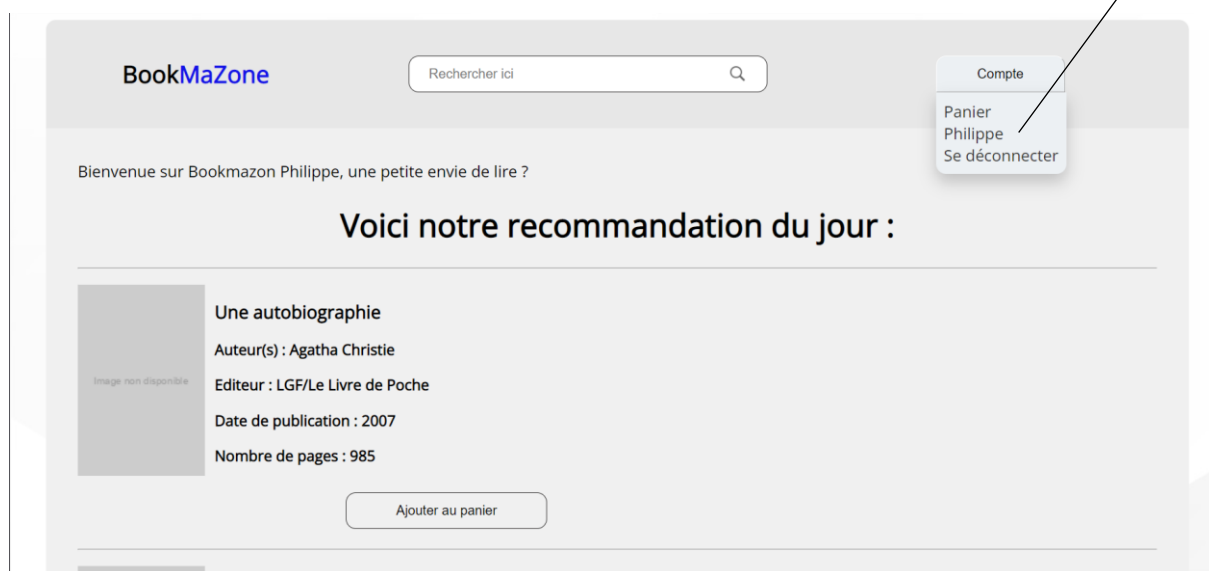 BookMaZone
Rechercher ici
Compte
Panier
Philippe
Se déconnecter
Bienvenue sur Bookmazon Philippe, une petite envie de lire ?
Voici notre recommandation du jour :
Image non disponible
Une autobiographie
Auteur(s) : Agatha Christie
Editeur : LGF/Le Livre de Poche
Date de publication : 2007
Nombre de pages : 985
Ajouter au panier